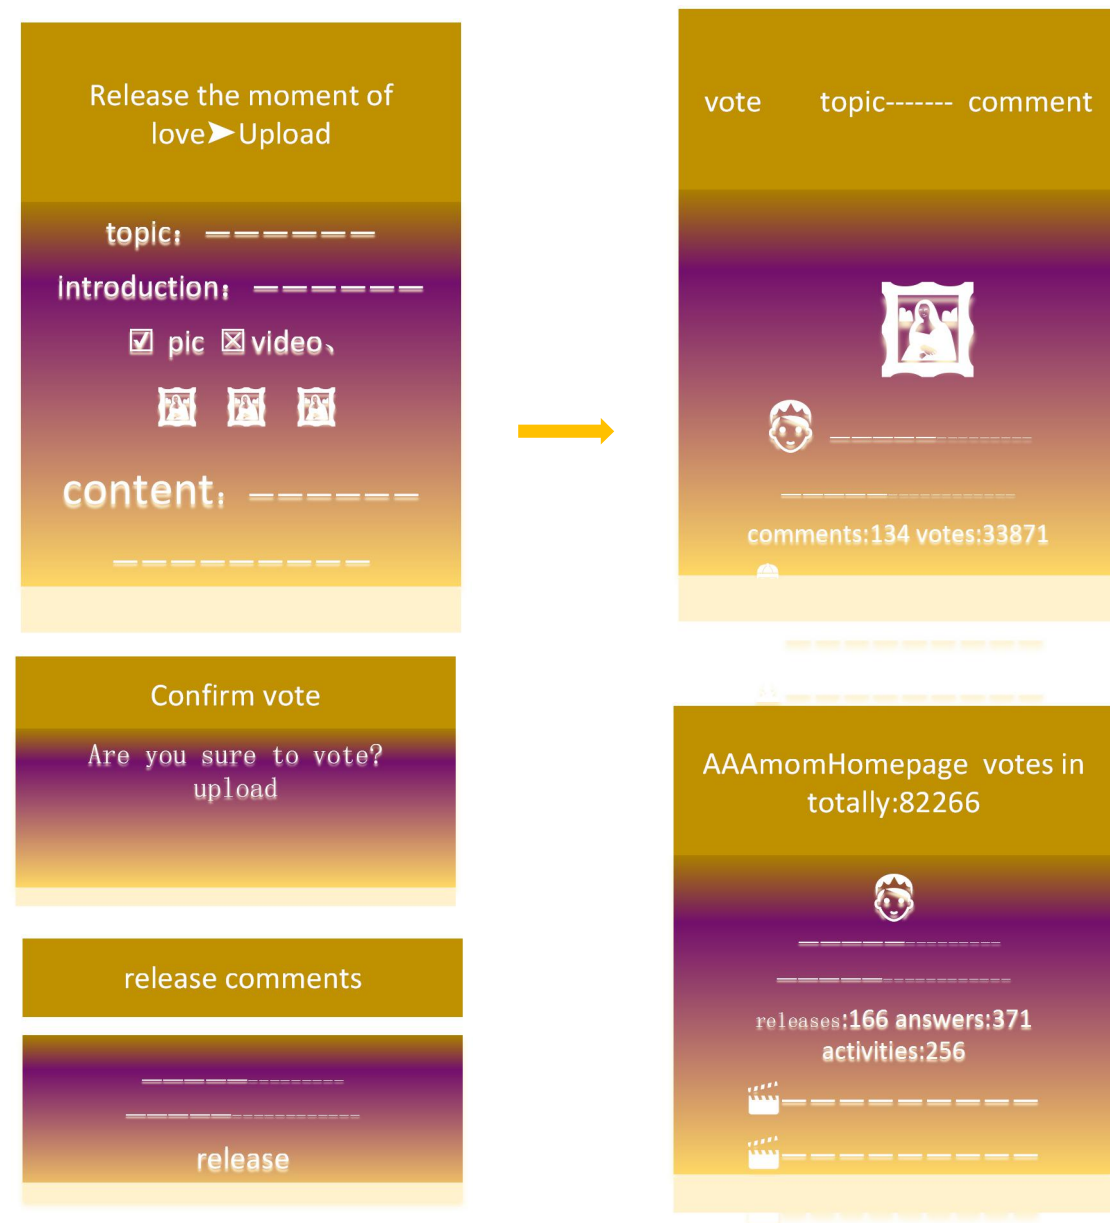 Release the moment of
love➤Upload
topic： ——————
introduction： ——————
☑ pic ☒video、
content： ——————
—————————
vote topic------- comment
comments:134 votes:33871
Confirm vote
Are you sure to vote?
upload
release comments
release
AAAmomHomepage votes in
totally:82266
releases:166 answers:371
activities:256